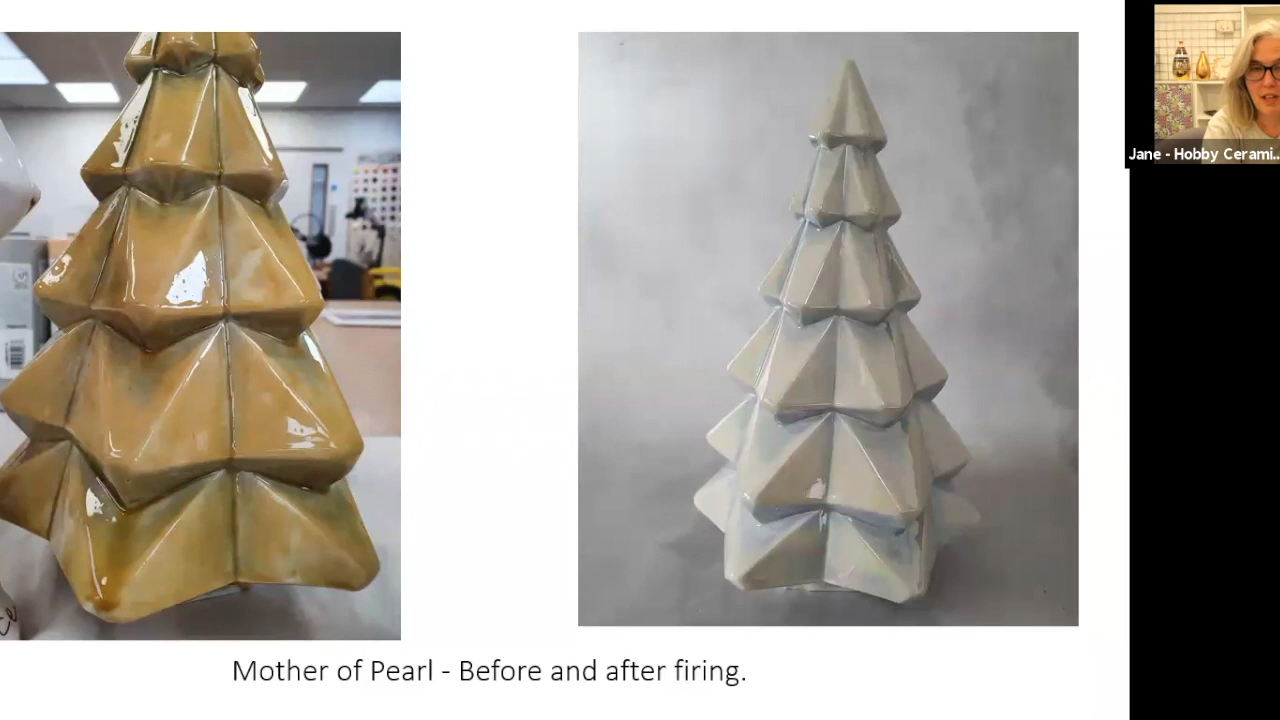 Jane - Hobby Cerami...
Mother of Pearl - Before and after firing.